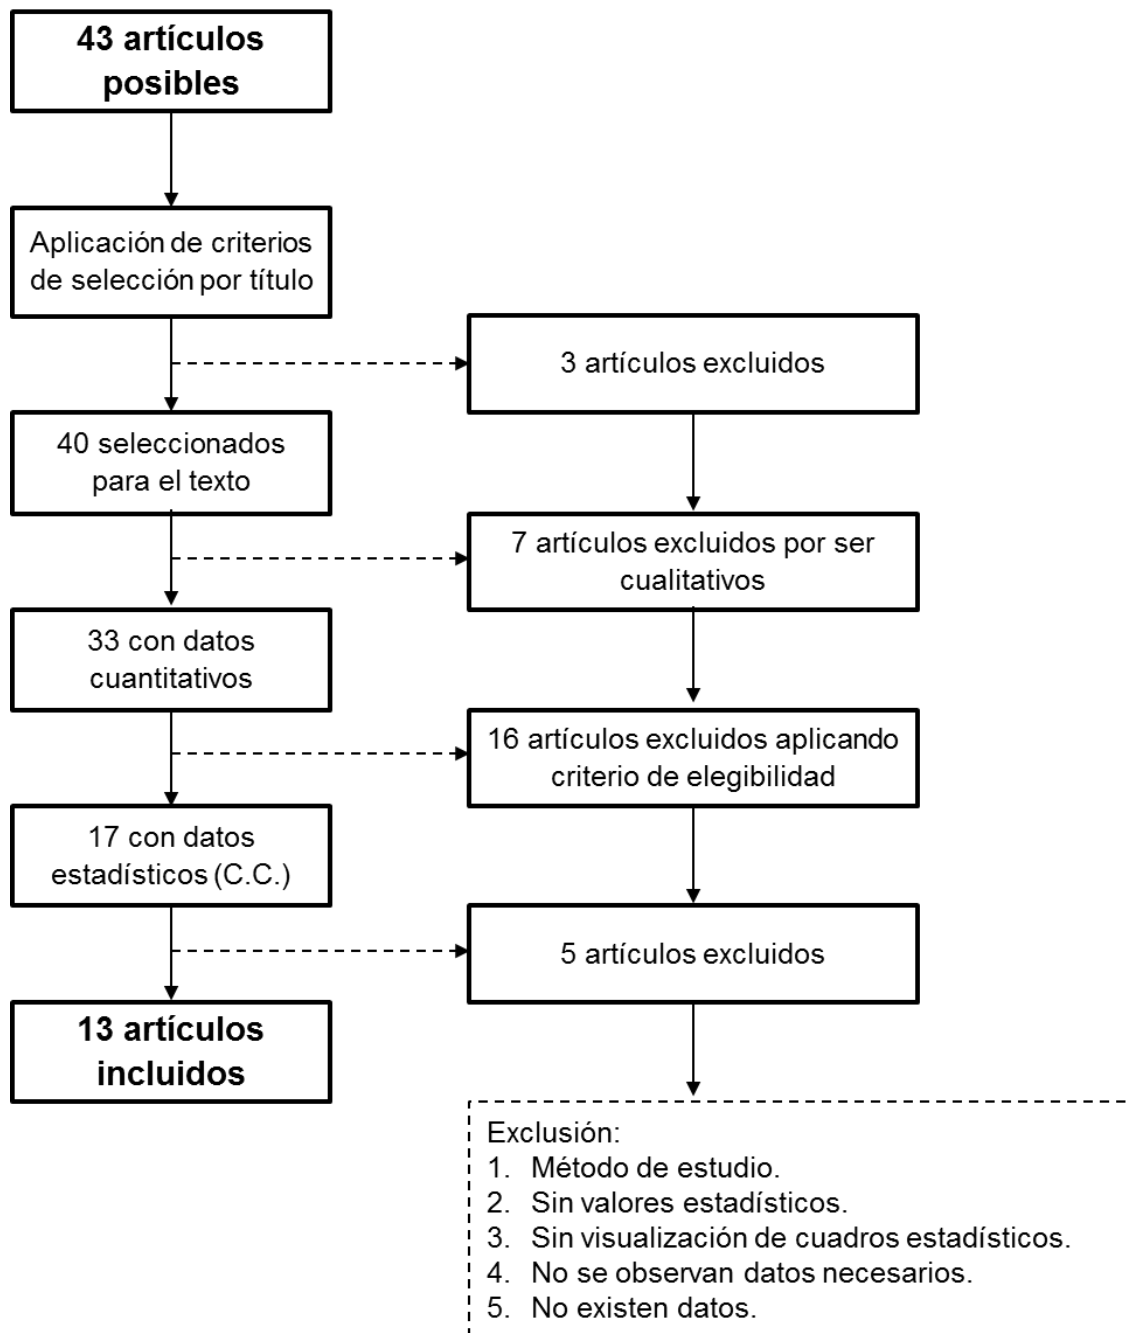 43 artículos
posibles
Aplicación de criterios
de selección por título
3 artículos excluidos
40 seleccionados
para el texto
7 artículos excluidos por ser
cualitativos
33 con datos
cuantitativos
16 artículos excluidos aplicando
criterio de elegibilidad
17 con datos
estadísticos (C.C.)
5 artículos excluidos
13 artículos
incluidos
Exclusión:
1. Método de estudio.
2. Sin valores estadísticos.
3. Sin visualización de cuadros estadísticos.
4. No se observan datos necesarios.
5. No existen datos.